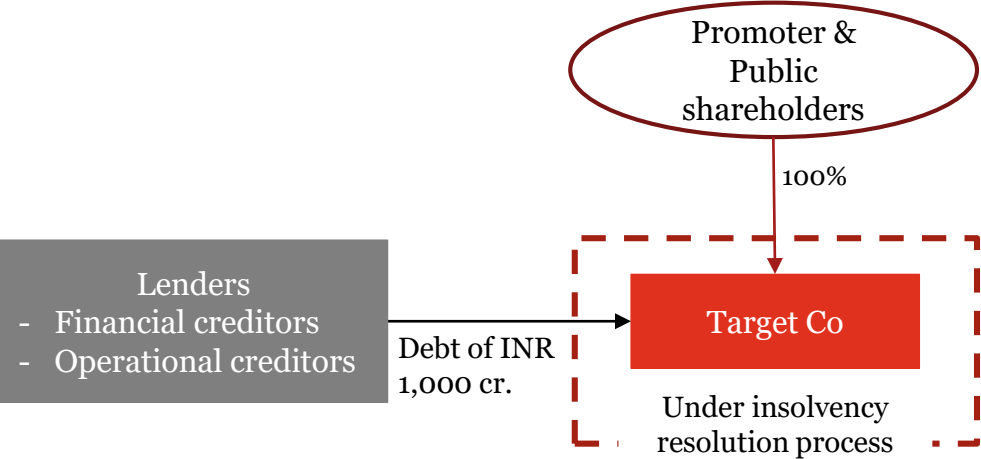 Promoter &
Public
shareholders
100%
Lenders
- Financial creditors
- Operational creditors
Debt of INR
1,000 cr.
Target Co
Under insolvency
resolution process